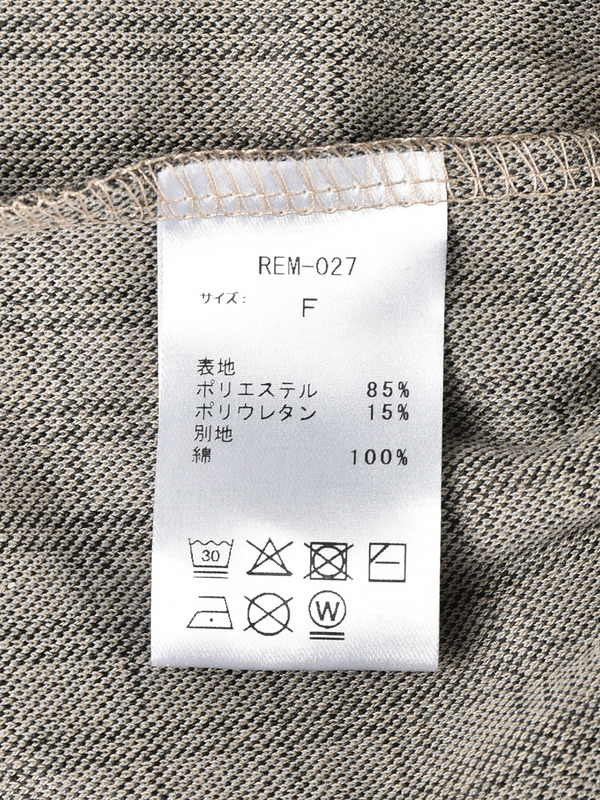 REM-027
サイズ: F
表地
ポリエステル 85%
ポリウレタン 15%
別地
綿 100%
30
W